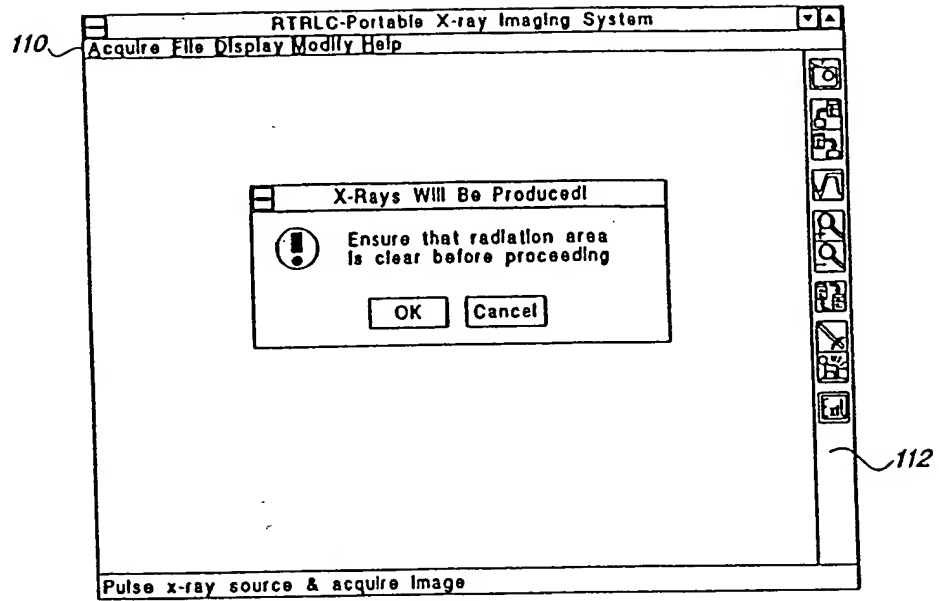 RTRLC-Portable X-ray Imaging System
110
Acquire File Display Modify Help
X-Rays Will Be Produced!
Ensure that radiation area
is clear before proceeding
OK Cancel
Exit
112
Pulse x-ray source & acquire image